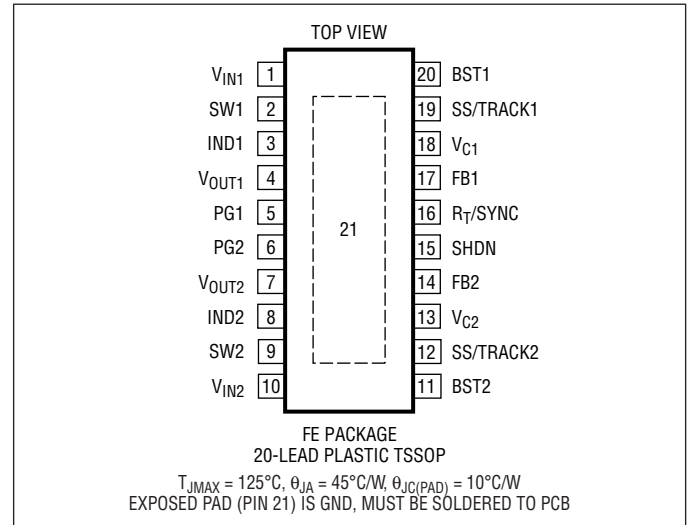 TOP VIEW
VIN1 1 20 BST1
SW1 2 19 SS/TRACK1
IND1 3 18 VC1
VOUT1 4 17 FB1
PG1 5 16 RT/SYNC
PG2 6 15 SHDN
VOUT2 7 14 FB2
IND2 8 13 VC2
SW2 9 12 SS/TRACK2
VIN2 10 11 BST2
21
FE PACKAGE
20-LEAD PLASTIC TSSOP
TJMAX = 125°C, θJA = 45°C/W, θJC(PAD) = 10°C/W
EXPOSED PAD (PIN 21) IS GND, MUST BE SOLDERED TO PCB